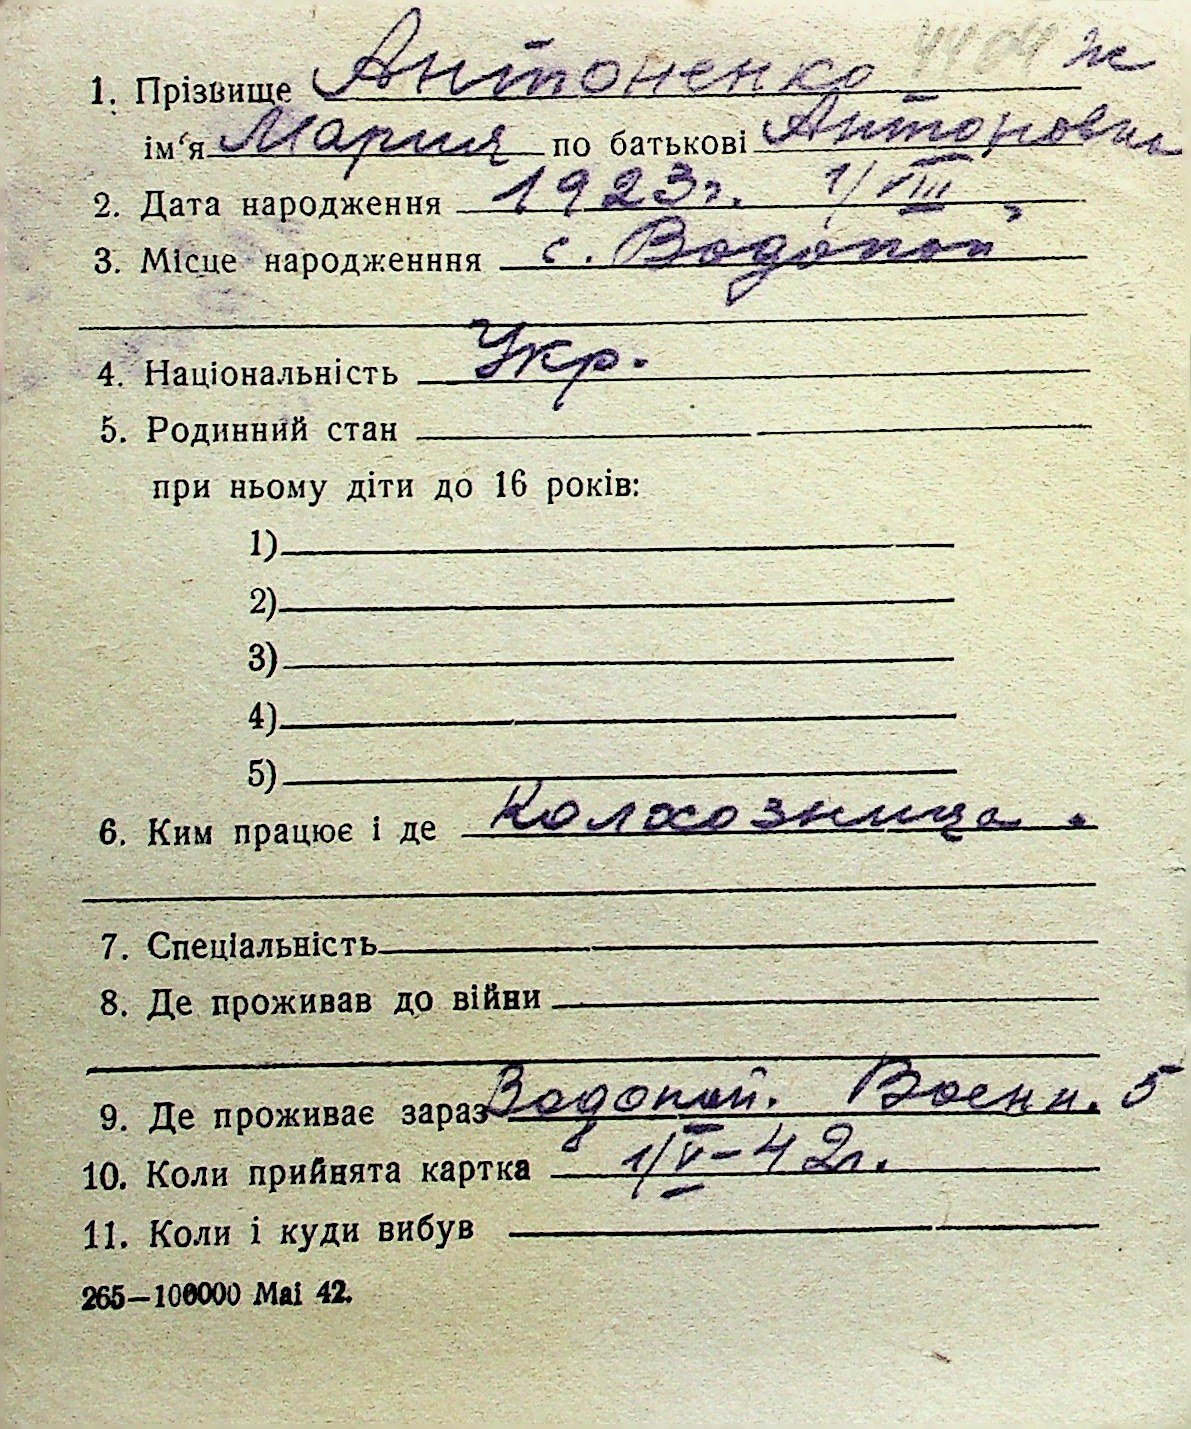 1. Прізвище Антоненко ж
ім‘я Мария по батькові Антоновна
2. Дата народження 1923г. 1/VIII
3. Місце народженння с. Водопой
4. Національність Укр.
5. Родинний стан
при ньому діти до 16 років:
1)
2)
3)
4)
5)
6. Ким працює і де Колхозница.
7. Спеціальність
8. Де проживав до війни
9. Де проживає зараз Водопой. Военн. 5
10. Коли прийнята картка 1/V-42г.
11. Коли і куди вибув
265—100000 Маі 42.